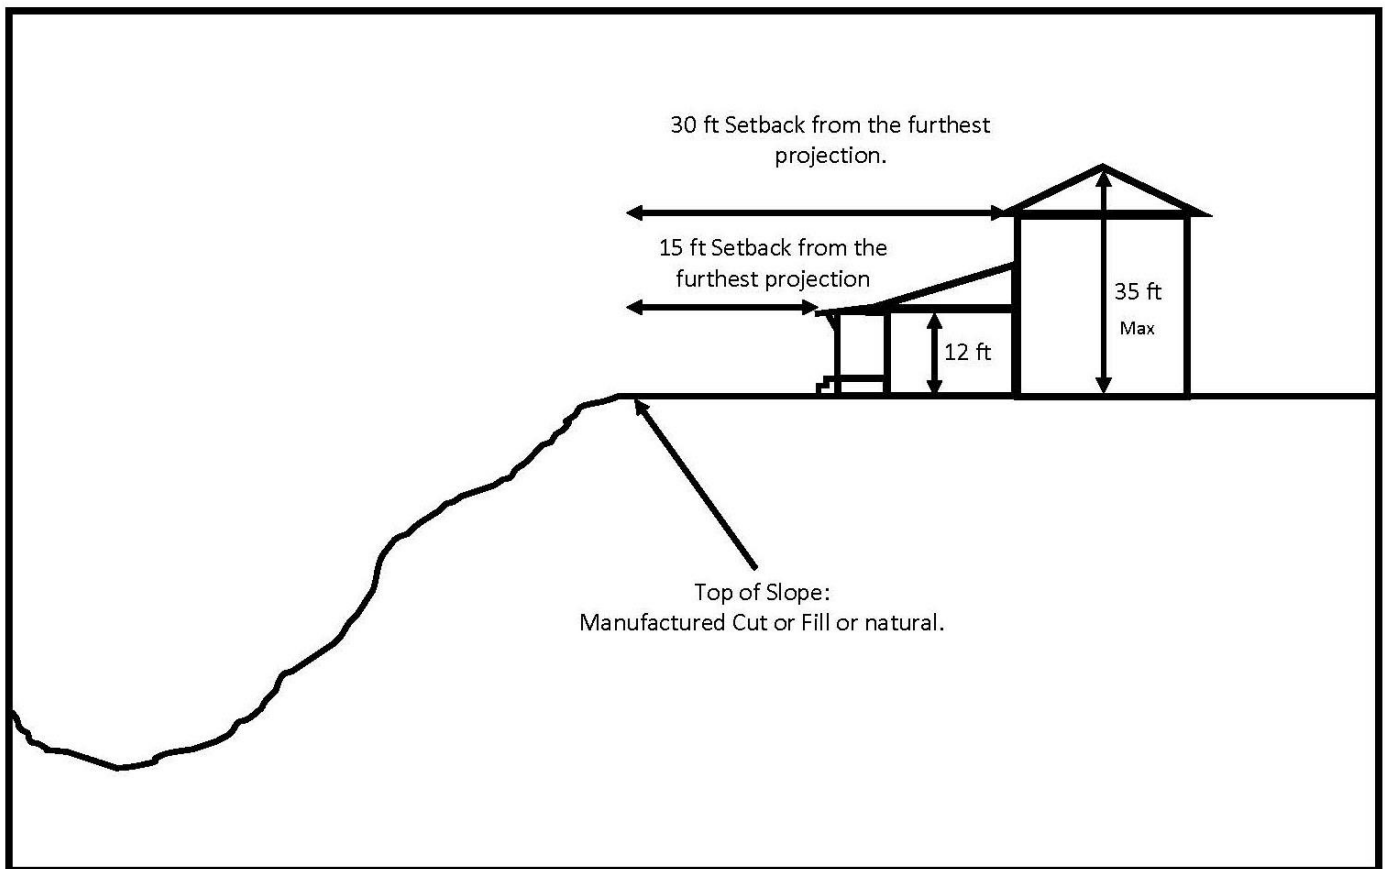 30 ft Setback from the furthest
projection.
15 ft Setback from the
furthest projection
35 ft
Max
12 ft
Top of Slope:
Manufactured Cut or Fill or natural.